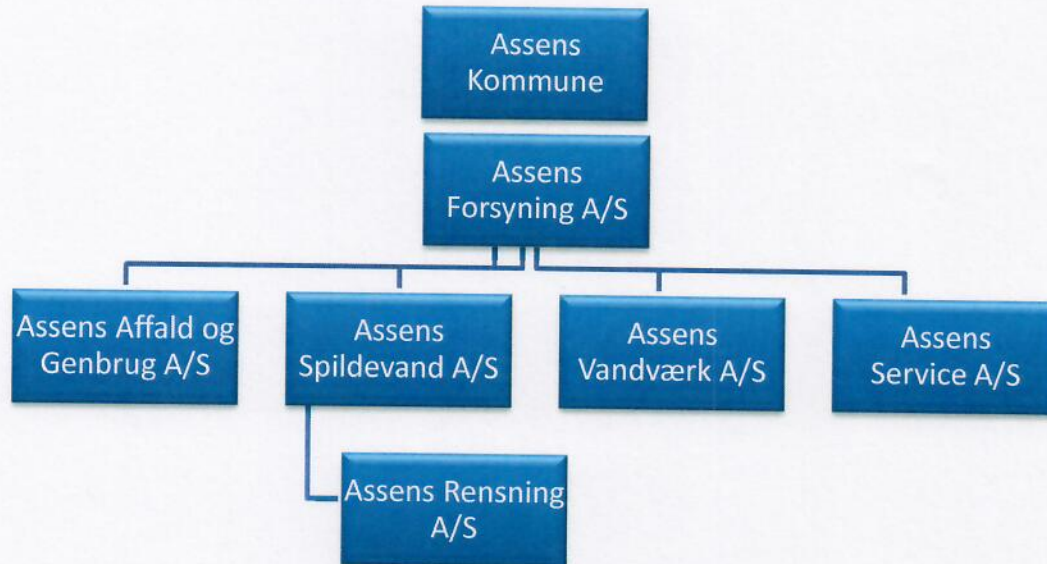 Assens
Kommune
Assens
Forsyning A/S
Assens Affald og
Genbrug A/S
Assens
Spildevand A/S
Assens
Vandværk A/S
Assens
Service A/S
Assens Rensning
A/S